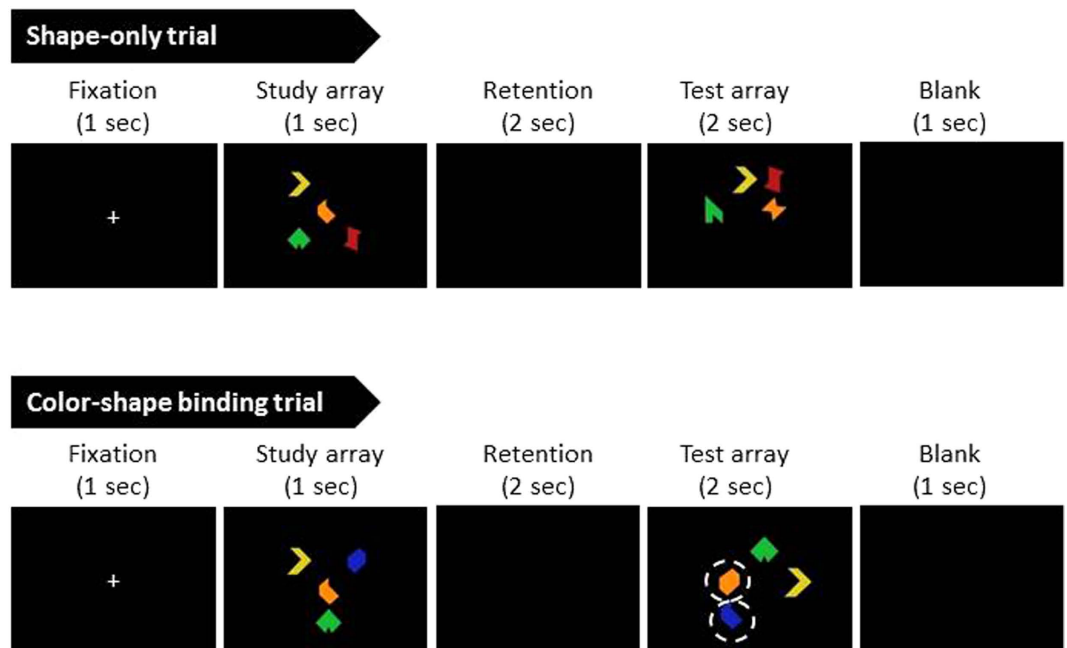 Shape-only trial
Fixation Study array Retention Test array Blank
(1 sec) (1 sec) (2 sec) (2 sec) (1 sec)
+
Color-shape binding trial
Fixation Study array Retention Test array Blank
(1 sec) (1 sec) (2 sec) (2 sec) (1 sec)
+